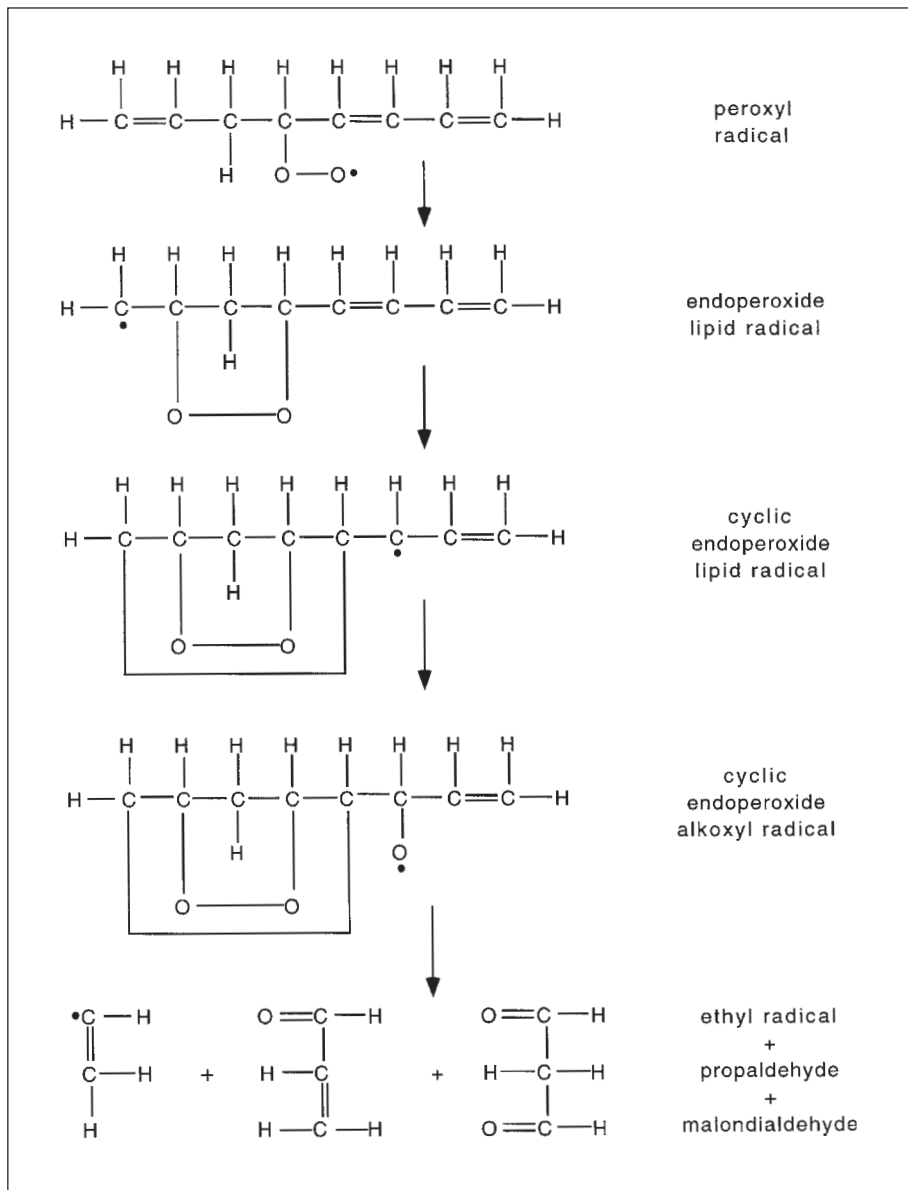 H H H H H H H H
peroxyl
H C C C C C C C C H
radical
H O O•
H H H H H H H H
H C C C C C C C C H endoperoxide
•
lipid radical
H
O O
H H H H H H H H
cyclic
H C C C C C C C C H endoperoxide
•
lipid radical
H
O O
H H H H H H H H
cyclic
H C C C C C C C C H endoperoxide
alkoxyl radical
H O
•
O O
•C H O C H O C H ethyl radical
+
C H + H C + H C H propaldehyde
+
H H C H O C H malondialdehyde